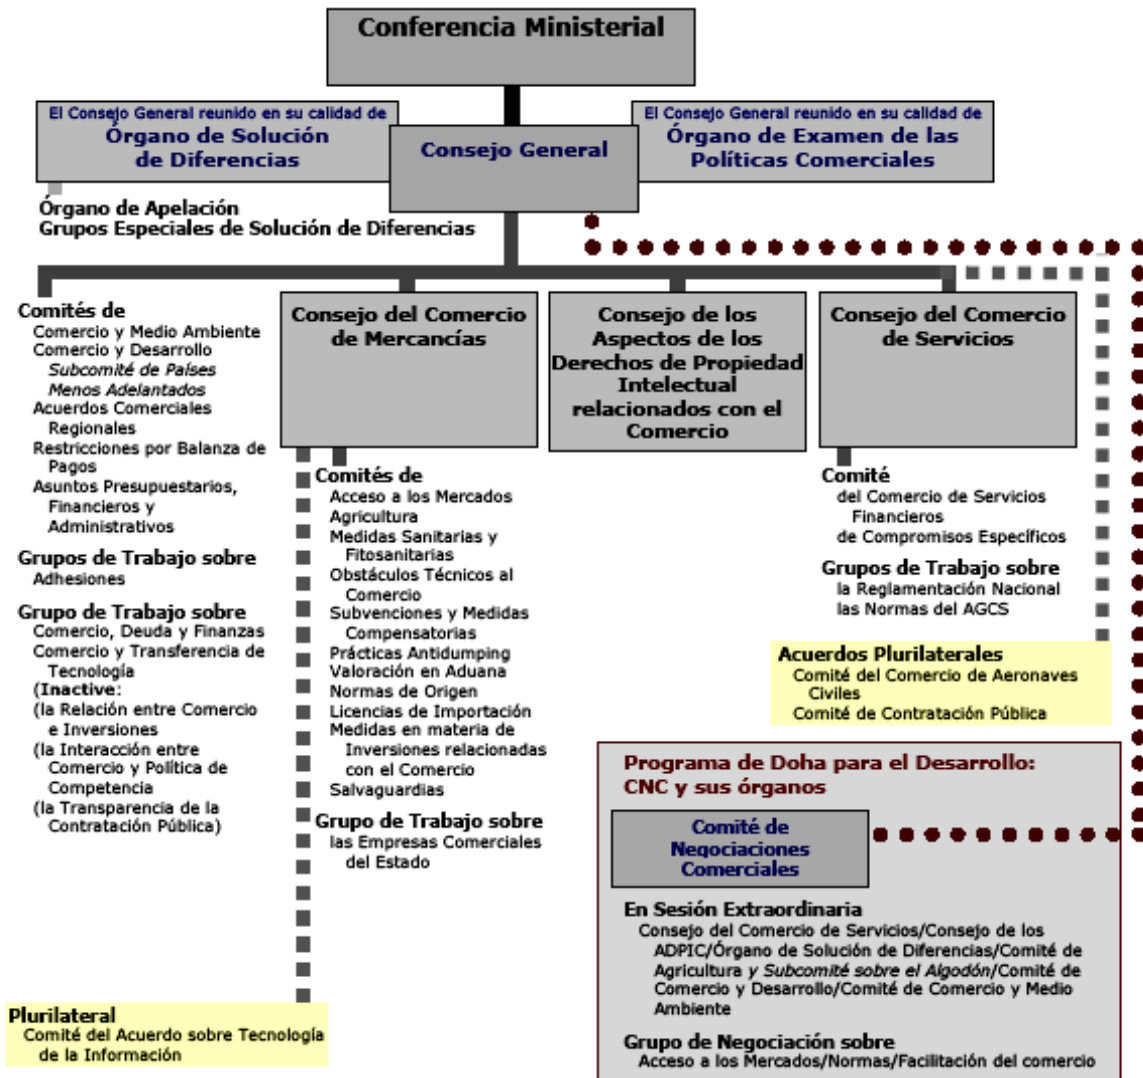 Conferencia Ministerial
El Consejo General reunido en su calidad de
Órgano de Solución
de Diferencias
Consejo General
El Consejo General reunido en su calidad de
Órgano de Examen de las
Políticas Comerciales
Órgano de Apelación
Grupos Especiales de Solución de Diferencias
Comités de
Comercio y Medio Ambiente
Comercio y Desarrollo
Subcomité de Países
Menos Adelantados
Acuerdos Comerciales
Regionales
Restricciones por Balanza de
Pagos
Asuntos Presupuestarios,
Financieros y
Administrativos
Grupos de Trabajo sobre
Adhesiones
Grupo de Trabajo sobre
Comercio, Deuda y Finanzas
Comercio y Transferencia de
Tecnología
(Inactive:
(la Relación entre Comercio
e Inversiones
(la Interacción entre
Comercio y Política de
Competencia
(la Transparencia de la
Contratación Pública)
Plurilateral
Comité del Acuerdo sobre Tecnología
de la Información
Consejo del Comercio
de Mercancías
Comités de
Acceso a los Mercados
Agricultura
Medidas Sanitarias y
Fitosanitarias
Obstáculos Técnicos al
Comercio
Subvenciones y Medidas
Compensatorias
Prácticas Antidumping
Valoración en Aduana
Normas de Origen
Licencias de Importación
Medidas en materia de
Inversiones relacionadas
con el Comercio
Salvaguardias
Grupo de Trabajo sobre
las Empresas Comerciales
del Estado
Consejo de los
Aspectos de los
Derechos de Propiedad
Intelectual
relacionados con el
Comercio
Consejo del Comercio
de Servicios
Comité
del Comercio de Servicios
Financieros
de Compromisos Específicos
Grupos de Trabajo sobre
la Reglamentación Nacional
las Normas del AGCS
Acuerdos Plurilaterales
Comité del Comercio de Aeronaves
Civiles
Comité de Contratación Pública
Programa de Doha para el Desarrollo:
CNC y sus órganos
Comité de
Negociaciones
Comerciales
En Sesión Extraordinaria
Consejo del Comercio de Servicios/Consejo de los
ADPIC/Órgano de Solución de Diferencias/Comité de
Agricultura y Subcomité sobre el Algodón/Comité de
Comercio y Desarrollo/Comité de Comercio y Medio
Ambiente
Grupo de Negociación sobre
Acceso a los Mercados/Normas/Facilitación del comercio